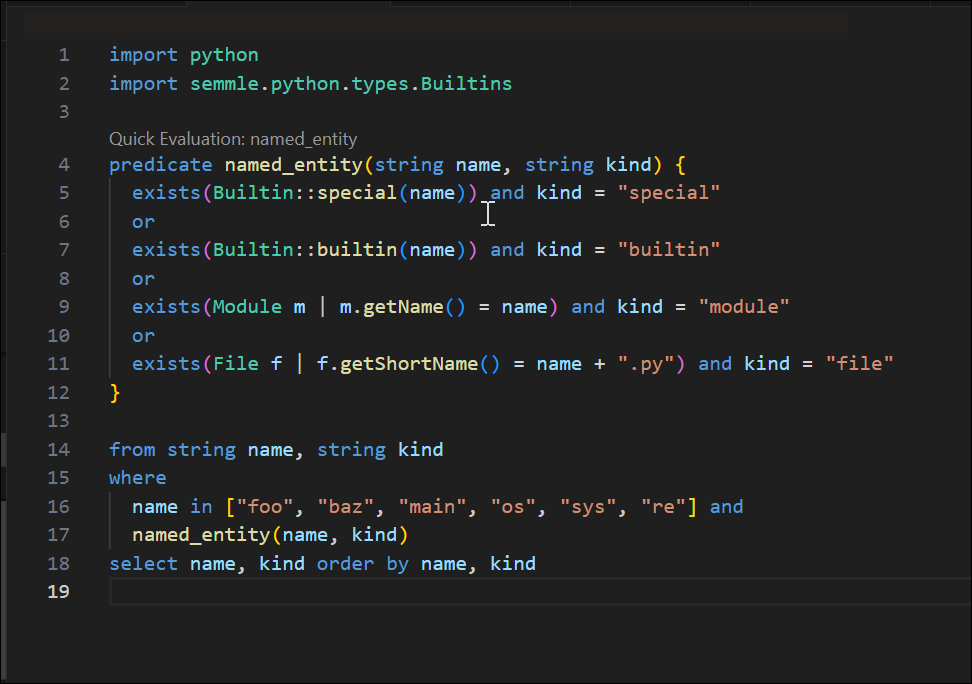 1 import python
2 import semmle.python.types.Builtins
3
Quick Evaluation: named_entity
4 predicate named_entity(string name, string kind) {
5   exists(Builtin::special(name)) and kind = "special"
6   or
7   exists(Builtin::builtin(name)) and kind = "builtin"
8   or
9   exists(Module m | m.getName() = name) and kind = "module"
10   or
11   exists(File f | f.getShortName() = name + ".py") and kind = "file"
12 }
13
14 from string name, string kind
15 where
16   name in ["foo", "baz", "main", "os", "sys", "re"] and
17   named_entity(name, kind)
18 select name, kind order by name, kind
19